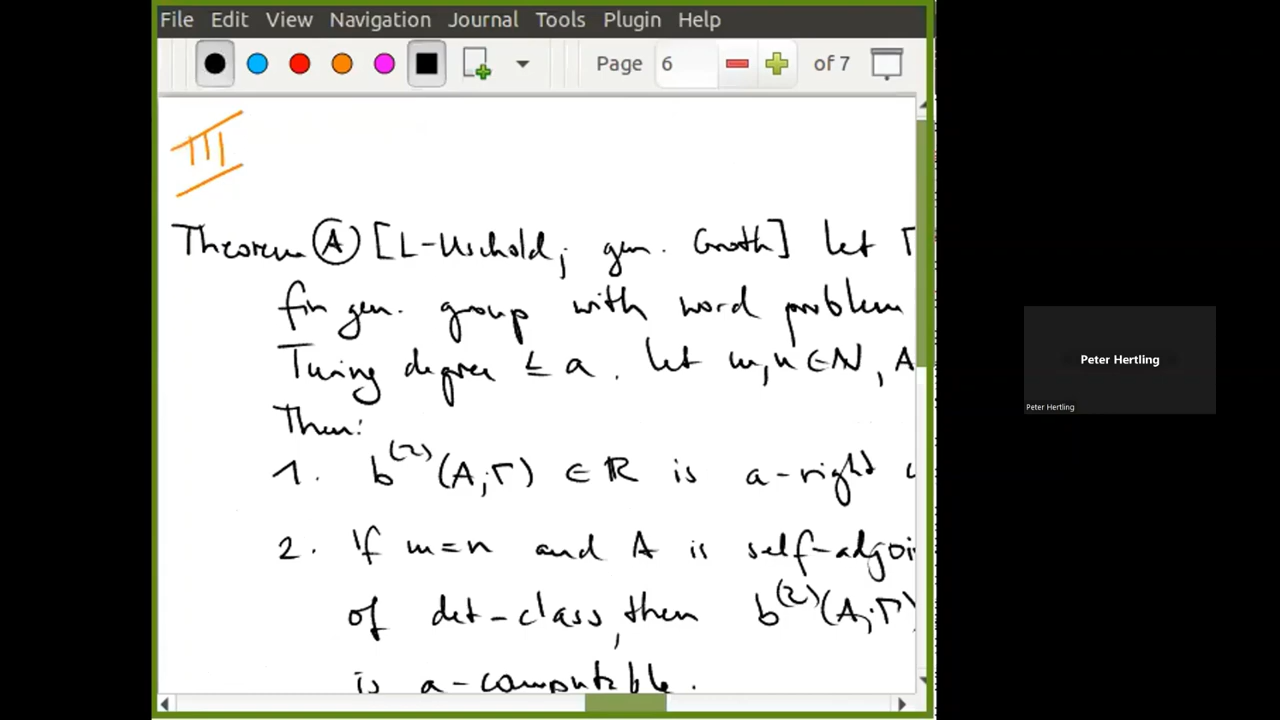 File Edit View Navigation Journal Tools Plugin Help
Page 6 of 7
III
Theorem A [L-Uschold; gen. Groth] let Γ
fin gen. group with word problem
Turing degree ≤ a. let m,n ∈ N, A
Then:
1. b^(2)(A;Γ) ∈ R is a-right
2. If m=n and A is self-adjoi
of det-class, then b^(2)(A;Γ)
is a-computable.
Peter Hertling
Peter Hertling